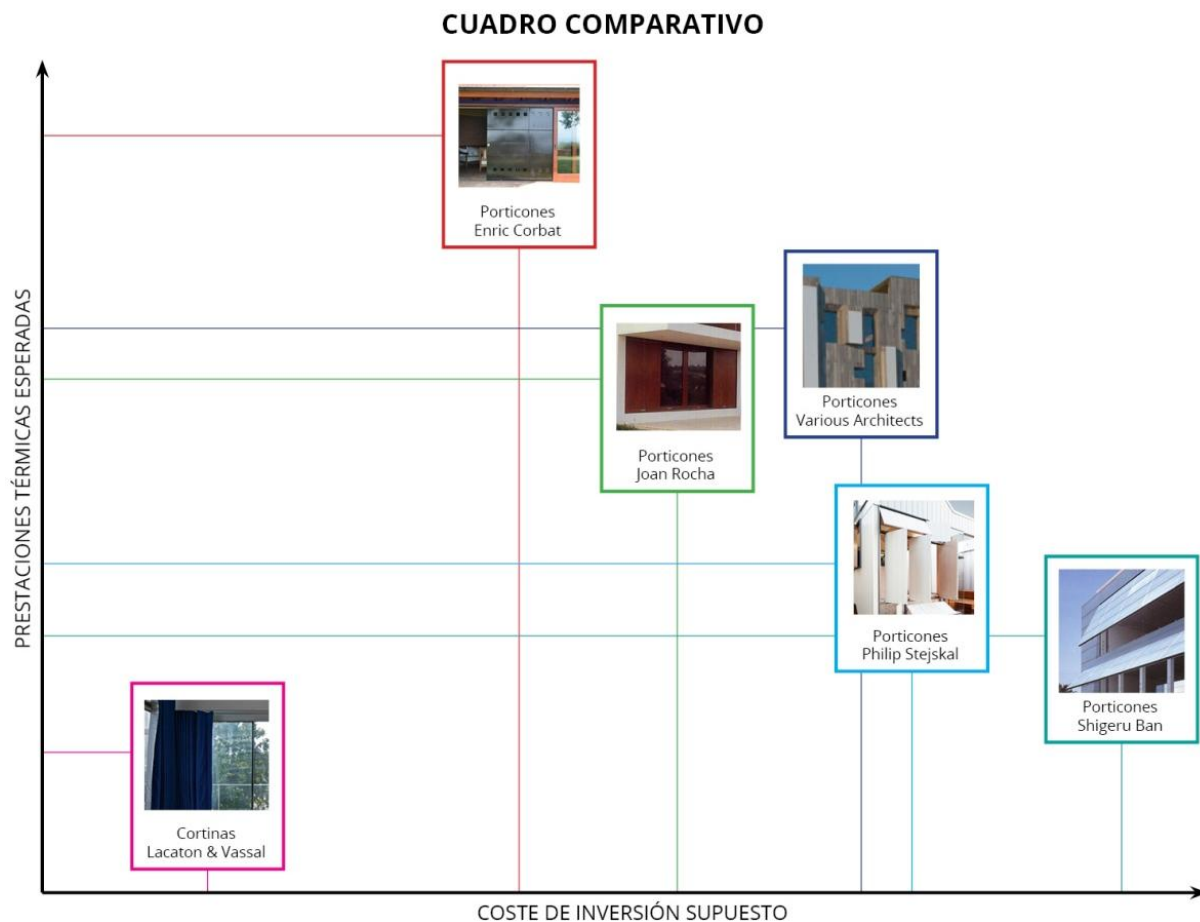 CUADRO COMPARATIVO
PRESTACIONES TÉRMICAS ESPERADAS
Porticones
Enric Corbat
Porticones
Various Architects
Porticones
Joan Rocha
Porticones
Philip Stejskal
Porticones
Shigeru Ban
Cortinas
Lacaton & Vassal
COSTE DE INVERSIÓN SUPUESTO